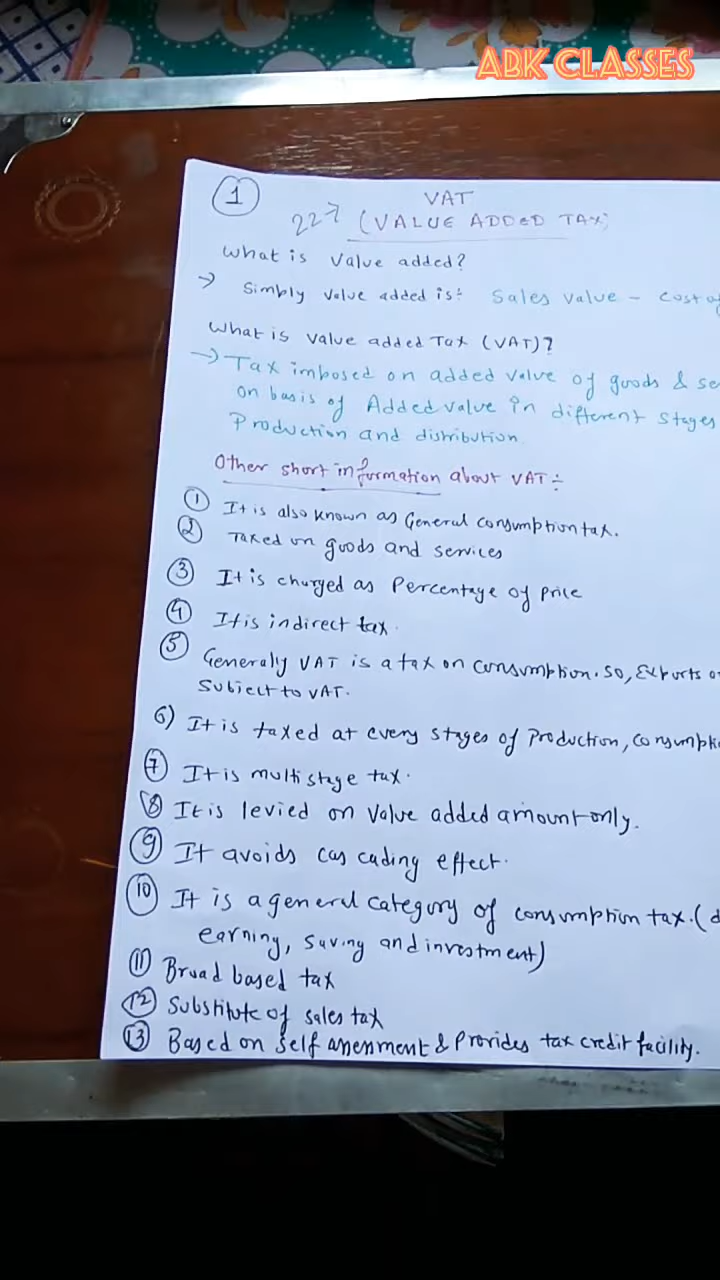 ABK CLASSES
1
VAT
22->
(VALUE ADDED TAX)
What is Value added?
-> Simply value added is÷ Sales value - cost of
What is value added Tax (VAT)?
-> Tax imposed on added value of goods & se
on basis of Added value in different stages
Production and distribution
Other short information about VAT÷
1 It is also known as General consumption tax.
2 Taxed on goods and services
3 It is charged as Percentage of price
4 It is indirect tax.
5 Generally VAT is a tax on consumption. So, Exports
Subject to VAT.
6) It is taxed at every stages of Production, consumptio
7 It is multistage tax.
8 It is levied on Value added amount only.
9 It avoids cascading effect.
10 It is a general category of consumption tax. (d
earning, saving and investment)
11 Broad based tax
12 Substitute of sales tax
13 Based on self assessment & Provides tax credit facility.